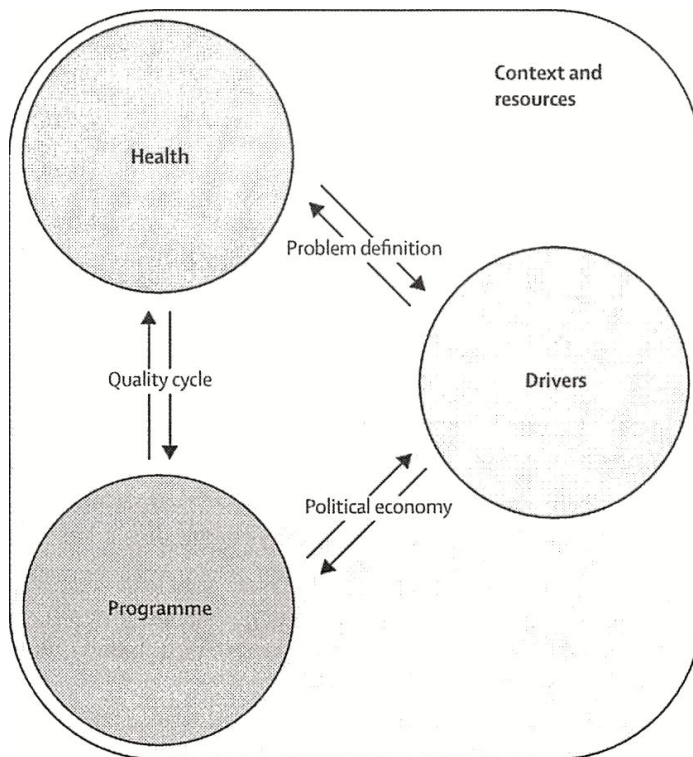 Context and
resources
Health
Problem definition
Drivers
Quality cycle
Political economy
Programme